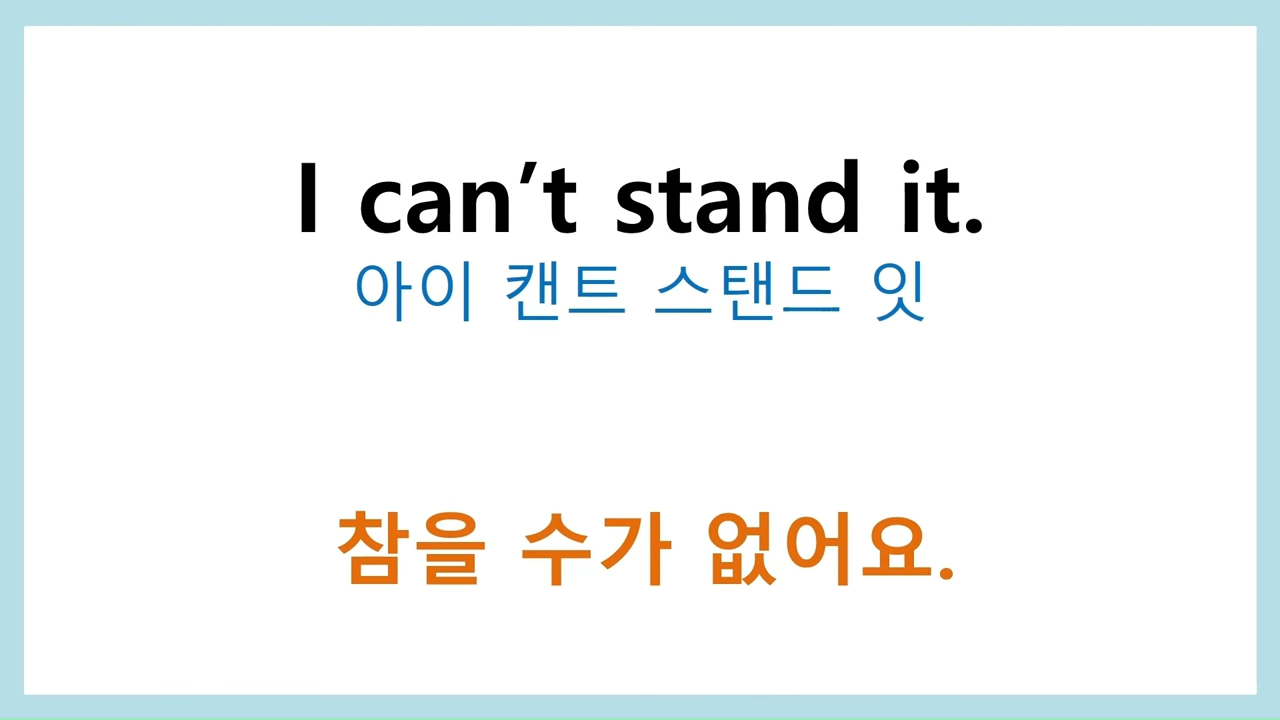 I can’t stand it.
아이 캔트 스탠드 잇
참을 수가 없어요.